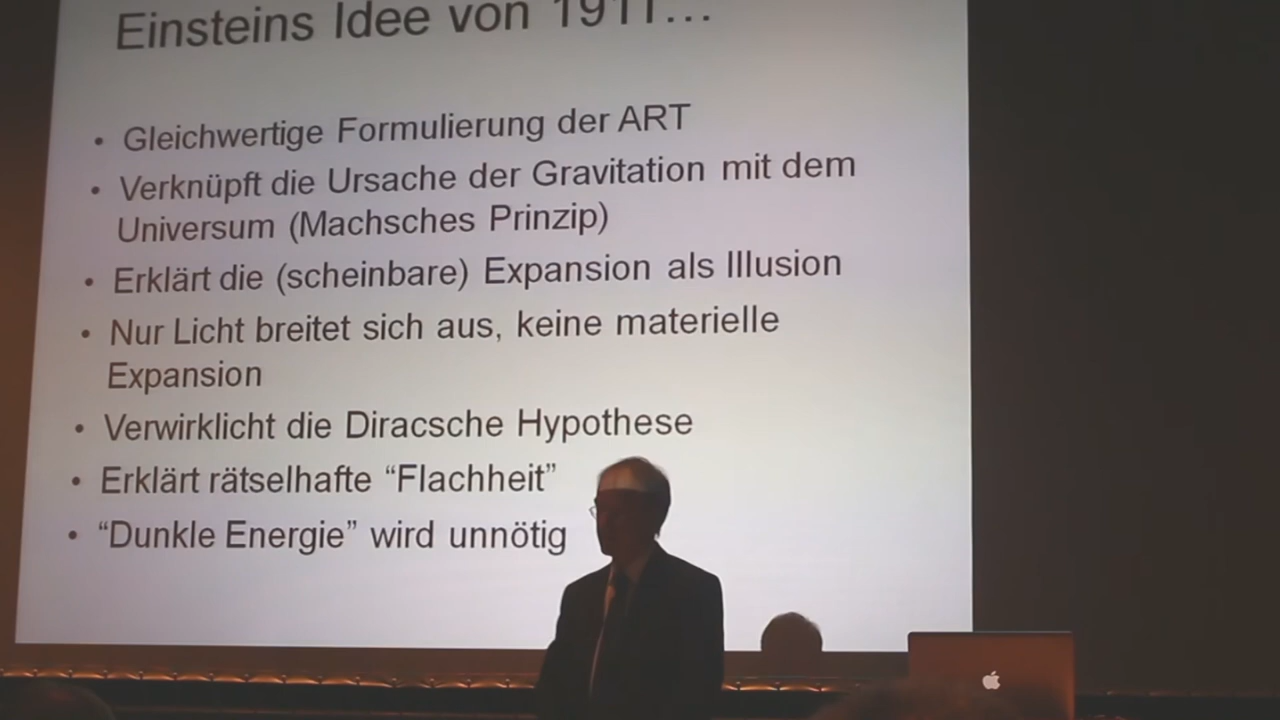 Einsteins Idee von 1911...
• Gleichwertige Formulierung der ART
• Verknüpft die Ursache der Gravitation mit dem
Universum (Machsches Prinzip)
• Erklärt die (scheinbare) Expansion als Illusion
• Nur Licht breitet sich aus, keine materielle
Expansion
• Verwirklicht die Diracsche Hypothese
• Erklärt rätselhafte “Flachheit”
• “Dunkle Energie” wird unnötig